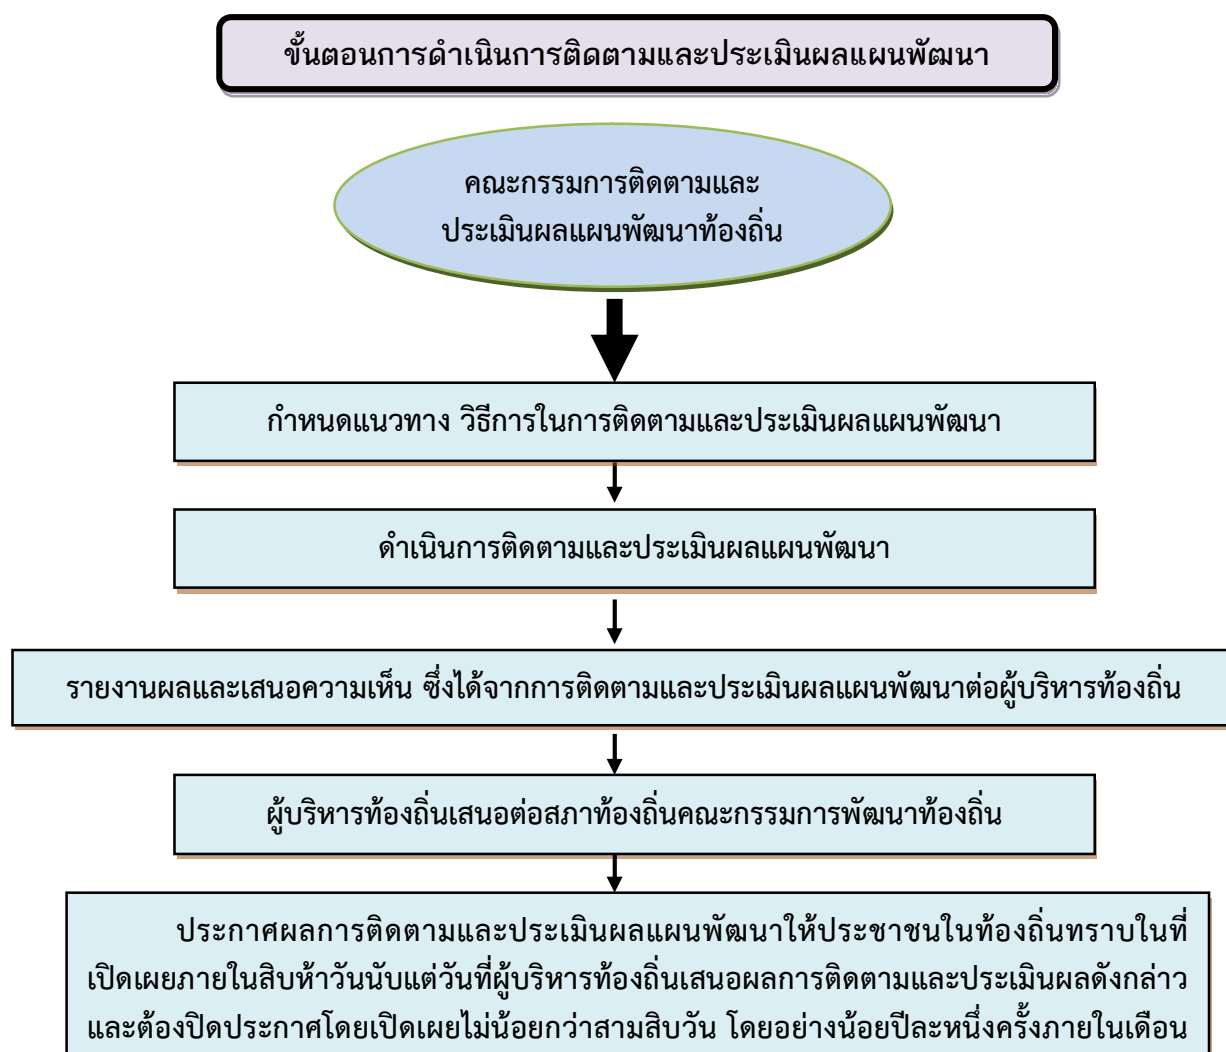 ขั้นตอนการดำเนินการติดตามและประเมินผลแผนพัฒนา
คณะกรรมการติดตามและ
ประเมินผลแผนพัฒนาท้องถิ่น
กำหนดแนวทาง วิธีการในการติดตามและประเมินผลแผนพัฒนา
ดำเนินการติดตามและประเมินผลแผนพัฒนา
รายงานผลและเสนอความเห็น ซึ่งได้จากการติดตามและประเมินผลแผนพัฒนาต่อผู้บริหารท้องถิ่น
ผู้บริหารท้องถิ่นเสนอต่อสภาท้องถิ่นคณะกรรมการพัฒนาท้องถิ่น
ประกาศผลการติดตามและประเมินผลแผนพัฒนาให้ประชาชนในท้องถิ่นทราบในที่
เปิดเผยภายในสิบห้าวันนับแต่วันที่ผู้บริหารท้องถิ่นเสนอผลการติดตามและประเมินผลดังกล่าว
และต้องปิดประกาศโดยเปิดเผยไม่น้อยกว่าสามสิบวัน โดยอย่างน้อยปีละหนึ่งครั้งภายในเดือน